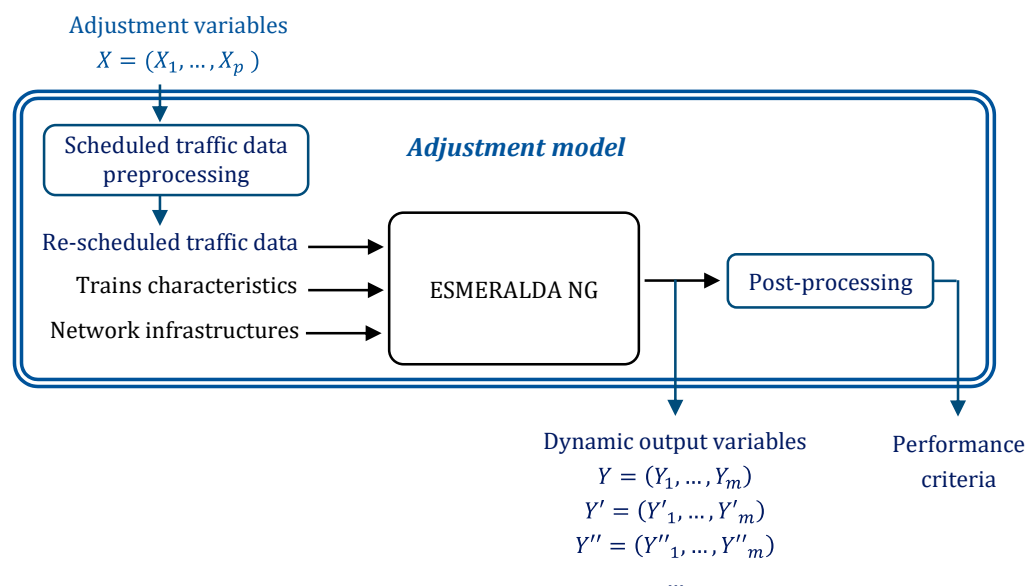 Adjustment variables
X = (X₁, … , Xₚ )
Adjustment model
Scheduled traffic data
preprocessing
Re-scheduled traffic data
Trains characteristics
Network infrastructures
ESMERALDA NG
Post-processing
Dynamic output variables
Y = (Y₁, … , Yₘ)
Y′ = (Y′₁, … , Y′ₘ)
Y′′ = (Y′′₁, … , Y′′ₘ)
...
Performance
criteria